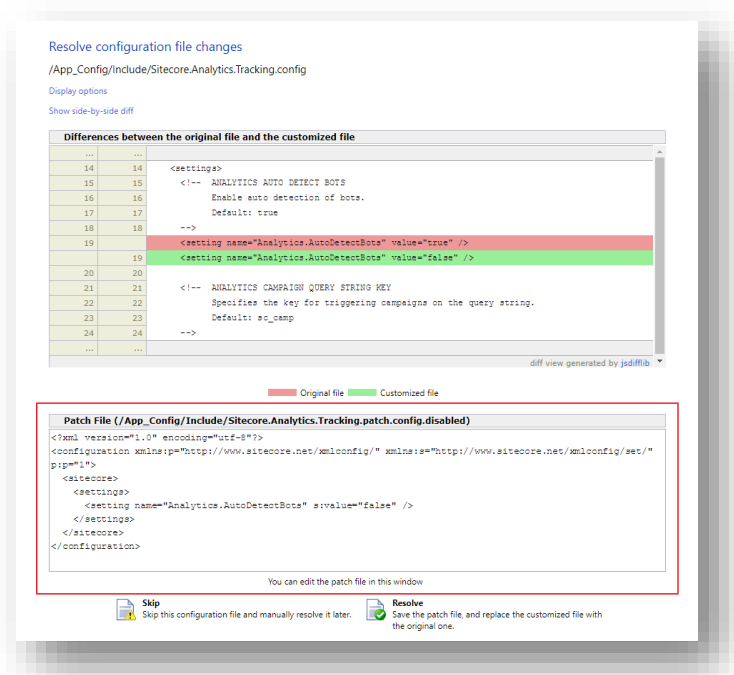 Resolve configuration file changes
/App_Config/Include/Sitecore.Analytics.Tracking.config
Display options
Show side-by-side diff
Differences between the original file and the customized file
... ...
14 14 <settings>
15 15 <!-- ANALYTICS AUTO DETECT BOTS
16 16 Enable auto detection of bots.
17 17 Default: true
18 18 -->
19 <setting name="Analytics.AutoDetectBots" value="true" />
19 <setting name="Analytics.AutoDetectBots" value="false" />
20 20
21 21 <!-- ANALYTICS CAMPAIGN QUERY STRING KEY
22 22 Specifies the key for triggering campaigns on the query string.
23 23 Default: sc_camp
24 24 -->
... ...
diff view generated by jsdifflib
Original file Customized file
Patch File (/App_Config/Include/Sitecore.Analytics.Tracking.patch.config.disabled)
<?xml version="1.0" encoding="utf-8"?>
<configuration xmlns:p="http://www.sitecore.net/xmlconfig/" xmlns:s="http://www.sitecore.net/xmlconfig/set/"
p:p="1">
<sitecore>
<settings>
<setting name="Analytics.AutoDetectBots" s:value="false" />
</settings>
</sitecore>
</configuration>
You can edit the patch file in this window
Skip
Skip this configuration file and manually resolve it later.
Resolve
Save the patch file, and replace the customized file with
the original one.